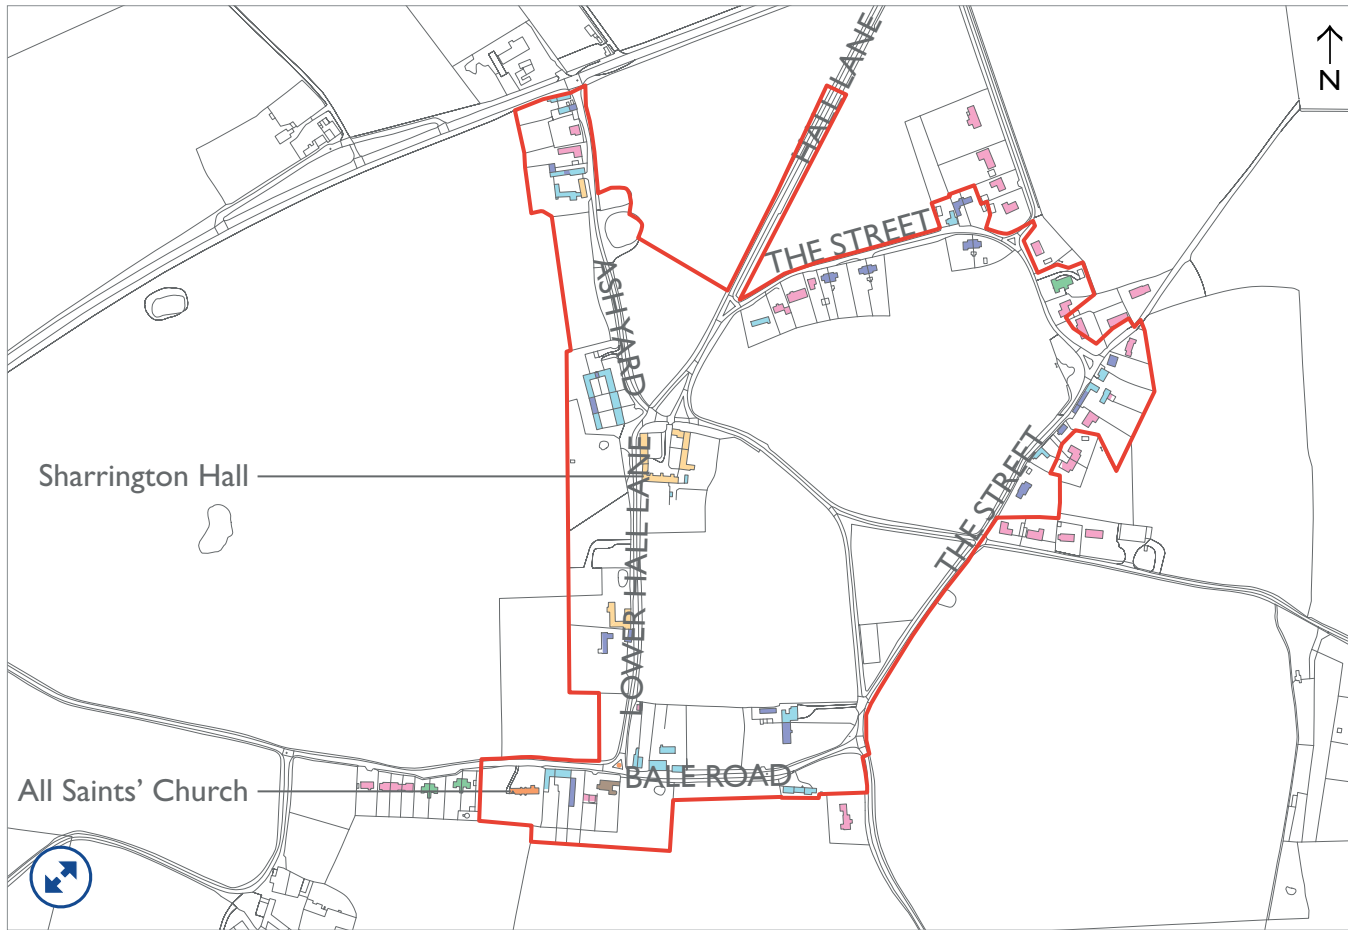 HALL LANE
N
THE STREET
ASHYARD
Sharrington Hall
LOWER HALL LANE
THE STREET
BALE ROAD
All Saints’ Church